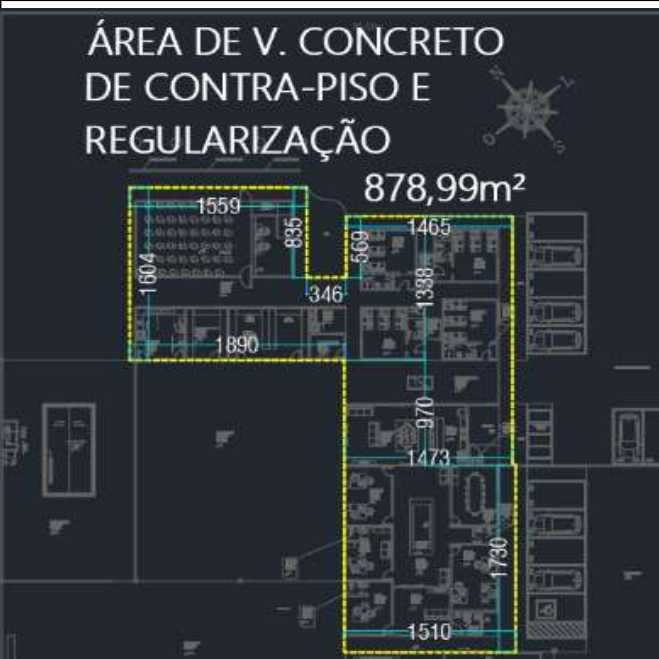 ÁREA DE V. CONCRETO
DE CONTRA-PISO E
REGULARIZAÇÃO
N
L
O
S
878,99m²
1559
835
569
1465
1604
346
1338
1890
970
1473
1730
1510